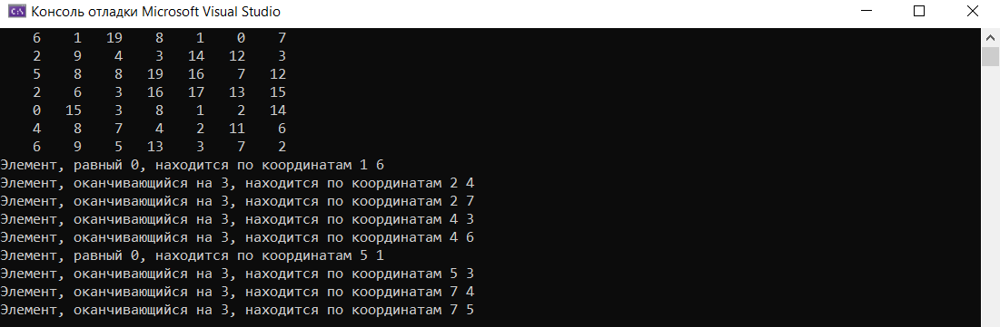 Консоль отладки Microsoft Visual Studio
6 1 19 8 1 0 7
2 9 4 3 14 12 3
5 8 8 19 16 7 12
2 6 3 16 17 13 15
0 15 3 8 1 2 14
4 8 7 4 2 11 6
6 9 5 13 3 7 2
Элемент, равный 0, находится по координатам 1 6
Элемент, оканчивающийся на 3, находится по координатам 2 4
Элемент, оканчивающийся на 3, находится по координатам 2 7
Элемент, оканчивающийся на 3, находится по координатам 4 3
Элемент, оканчивающийся на 3, находится по координатам 4 6
Элемент, равный 0, находится по координатам 5 1
Элемент, оканчивающийся на 3, находится по координатам 5 3
Элемент, оканчивающийся на 3, находится по координатам 7 4
Элемент, оканчивающийся на 3, находится по координатам 7 5